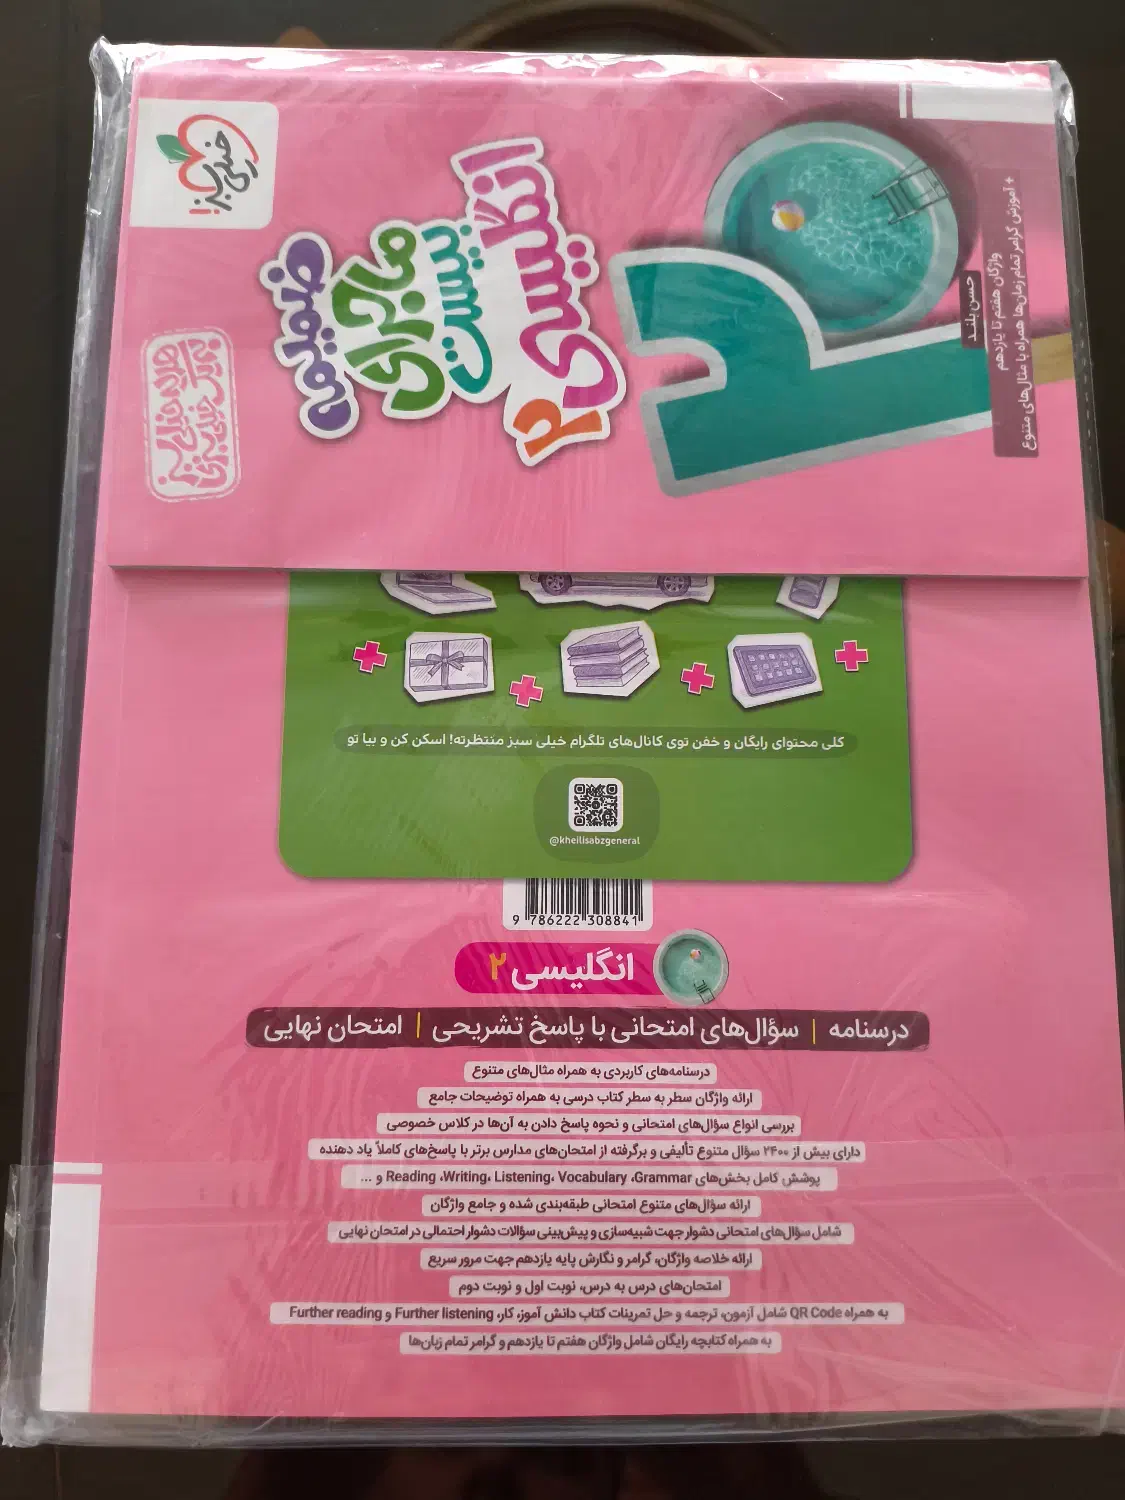 خیلی سبز!
ضمیمه
ماجرای
بیست
انگلیسی ۲
۲۰
حسن بلند
واژگان هفتم تا یازدهم
+ آموزش گرامر تمام زمان‌ها همراه با مثال‌های متنوع
کلی محتوای رایگان و خفن توی کانال‌های تلگرام خیلی سبز منتظرته! اسکن کن و بیا تو
@kheilisabzgeneral
9 786222 308841
انگلیسی ۲
درسنامه | سؤال‌های امتحانی با پاسخ تشریحی | امتحان نهایی
درسنامه‌های کاربردی به همراه مثال‌های متنوع
ارائه واژگان سطر به سطر کتاب درسی به همراه توضیحات جامع
بررسی انواع سؤال‌های امتحانی و نحوه پاسخ دادن به آن‌ها در کلاس خصوصی
دارای بیش از ۲۴۰۰ سؤال متنوع تألیفی و برگرفته از امتحان‌های مدارس برتر با پاسخ‌های کاملاً یاد دهنده
پوشش کامل بخش‌های Reading ،Writing، Listening، Vocabulary ،Grammar و ...
ارائه سؤال‌های متنوع امتحانی طبقه‌بندی شده و جامع واژگان
شامل سؤال‌های امتحانی دشوار جهت شبیه‌سازی و پیش‌بینی سؤالات دشوار احتمالی در امتحان نهایی
ارائه خلاصه واژگان، گرامر و نگارش پایه یازدهم جهت مرور سریع
امتحان‌های درس به درس، نوبت اول و نوبت دوم
به همراه QR Code شامل آزمون، ترجمه و حل تمرینات کتاب دانش آموز، کار، Further listening و Further reading
به همراه کتابچه رایگان شامل واژگان هفتم تا یازدهم و گرامر تمام زبان‌ها